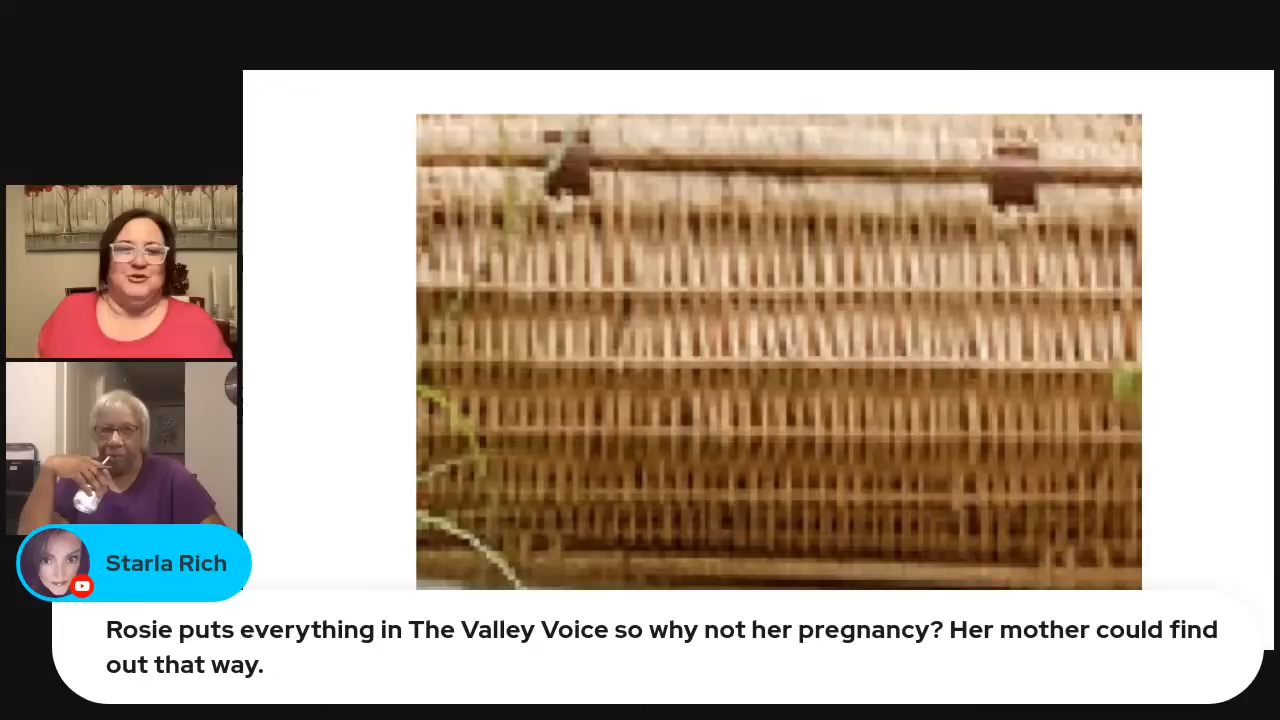 Starla Rich
Rosie puts everything in The Valley Voice so why not her pregnancy? Her mother could find
out that way.